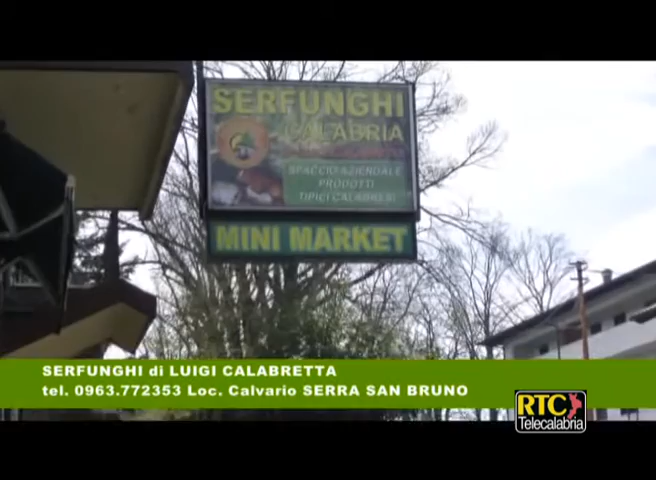 SERFUNGHI
CALABRIA
SPACCIO AZIENDALE
PRODOTTI
TIPICI CALABRESI
MINI MARKET
SERFUNGHI di LUIGI CALABRETTA
tel. 0963.772353 Loc. Calvario SERRA SAN BRUNO
RTC
Telecalabria